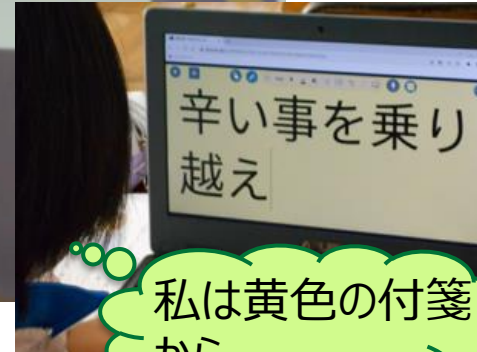 辛い事を乗り
越え
私は黄色の付箋
から